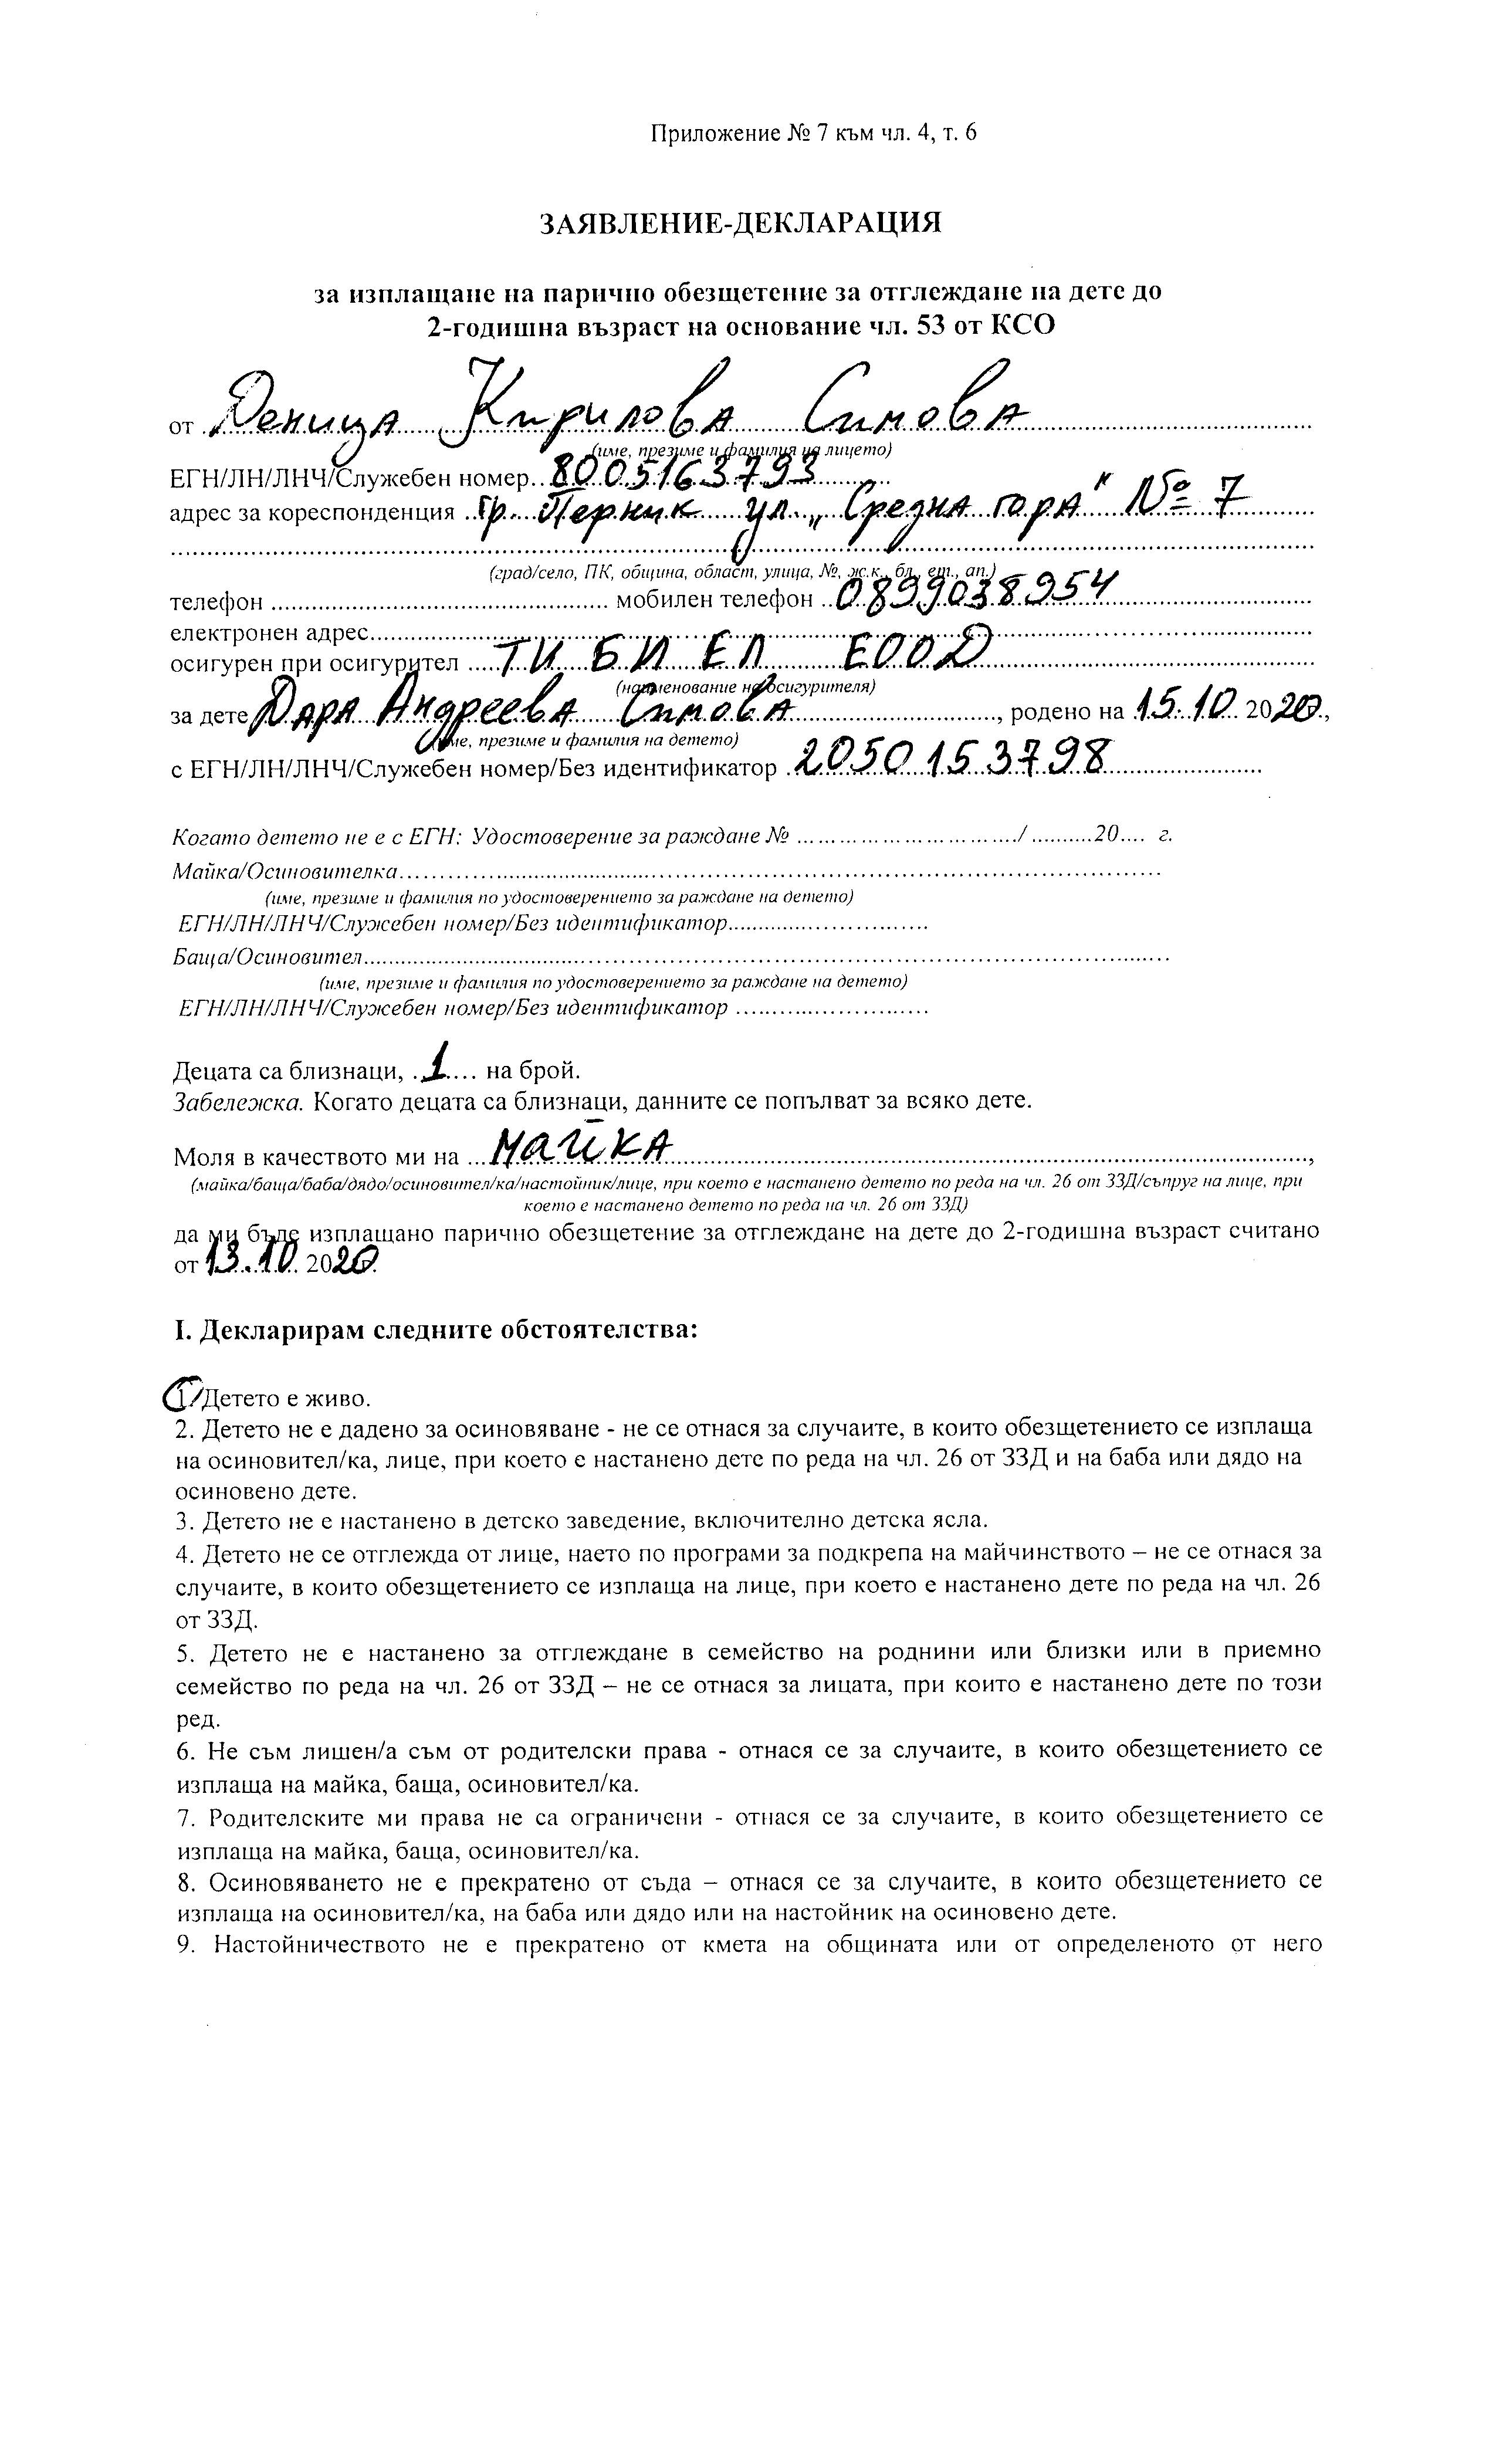 Приложение № 7 към чл. 4, т. 6
ЗАЯВЛЕНИЕ-ДЕКЛАРАЦИЯ
за изплащане на парично обезщетение за отглеждане на дете до
2-годишна възраст на основание чл. 53 от КСО
от Деница Кирилова Симова
(име, презиме и фамилия на лицето)
ЕГН/ЛН/ЛНЧ/Служебен номер..8005163793..........
адрес за кореспонденция ..гр. Перник ул. „Средна гора" № 7
(град/село, ПК, община, област, улица, №, ж.к., бл., ет., ап.)
телефон ............................................... мобилен телефон ..0899038954
електронен адрес........................................
осигурен при осигурител .....ТИ БИ ЕЛ ЕООД
(наименование на осигурителя)
за дете Дара Андреева Симова............................., родено на 15.10. 2020г.,
(име, презиме и фамилия на детето)
с ЕГН/ЛН/ЛНЧ/Служебен номер/Без идентификатор ..2050153798......................
Когато детето не е с ЕГН: Удостоверение за раждане № ................................/ .........20.... г.
Майка/Осиновителка........................................
(име, презиме и фамилия по удостоверението за раждане на детето)
ЕГН/ЛН/ЛНЧ/Служебен номер/Без идентификатор.............................
Баща/Осиновител........................................
(име, презиме и фамилия по удостоверението за раждане на детето)
ЕГН/ЛН/ЛНЧ/Служебен номер/Без идентификатор ...........................
Децата са близнаци, ..1.... на брой.
Забележка. Когато децата са близнаци, данните се попълват за всяко дете.
Моля в качеството ми на ...майка........................................,
(майка/баща/баба/дядо/осиновител/ка/настойник/лице, при което е настанено детето по реда на чл. 26 от ЗЗД/съпруг на лице, при
което е настанено детето по реда на чл. 26 от ЗЗД)
да ми бъде изплащано парично обезщетение за отглеждане на дете до 2-годишна възраст считано
от 13.10. 2020г.
I. Декларирам следните обстоятелства:
1. Детето е живо.
2. Детето не е дадено за осиновяване - не се отнася за случаите, в които обезщетението се изплаща
на осиновител/ка, лице, при което е настанено дете по реда на чл. 26 от ЗЗД и на баба или дядо на
осиновено дете.
3. Детето не е настанено в детско заведение, включително детска ясла.
4. Детето не се отглежда от лице, наето по програми за подкрепа на майчинството – не се отнася за
случаите, в които обезщетението се изплаща на лице, при което е настанено дете по реда на чл. 26
от ЗЗД.
5. Детето не е настанено за отглеждане в семейство на роднини или близки или в приемно
семейство по реда на чл. 26 от ЗЗД – не се отнася за лицата, при които е настанено дете по този
ред.
6. Не съм лишен/а съм от родителски права - отнася се за случаите, в които обезщетението се
изплаща на майка, баща, осиновител/ка.
7. Родителските ми права не са ограничени - отнася се за случаите, в които обезщетението се
изплаща на майка, баща, осиновител/ка.
8. Осиновяването не е прекратено от съда – отнася се за случаите, в които обезщетението се
изплаща на осиновител/ка, на баба или дядо или на настойник на осиновено дете.
9. Настойничеството не е прекратено от кмета на общината или от определеното от него